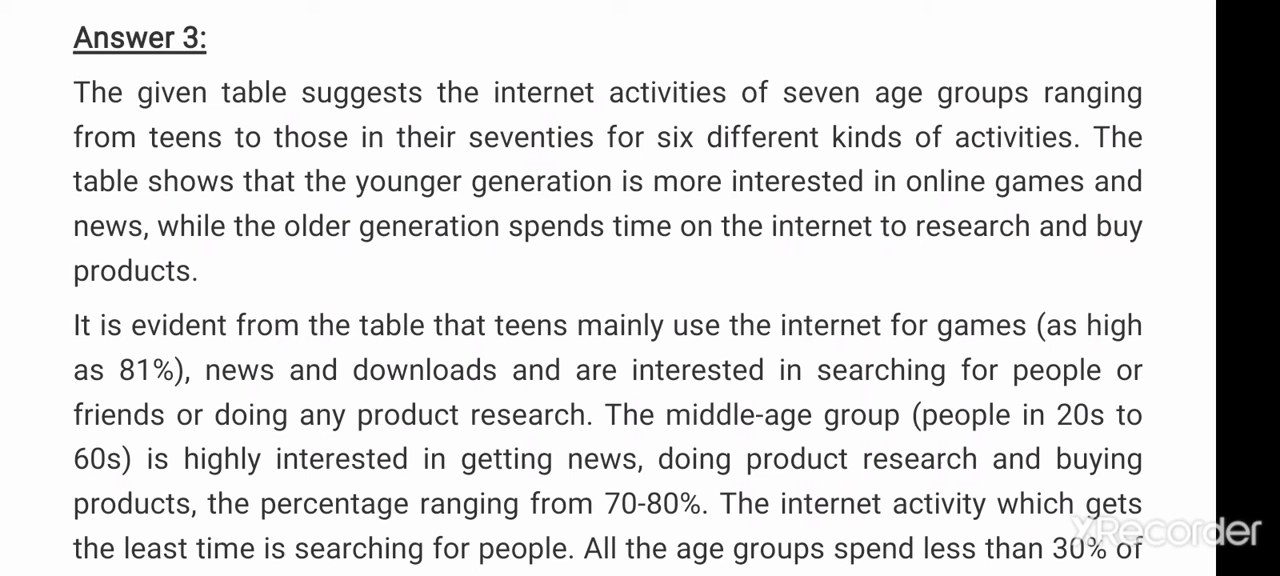 Answer 3:
The given table suggests the internet activities of seven age groups ranging
from teens to those in their seventies for six different kinds of activities. The
table shows that the younger generation is more interested in online games and
news, while the older generation spends time on the internet to research and buy
products.
It is evident from the table that teens mainly use the internet for games (as high
as 81%), news and downloads and are interested in searching for people or
friends or doing any product research. The middle-age group (people in 20s to
60s) is highly interested in getting news, doing product research and buying
products, the percentage ranging from 70-80%. The internet activity which gets
the least time is searching for people. All the age groups spend less than 30% of
XRecorder